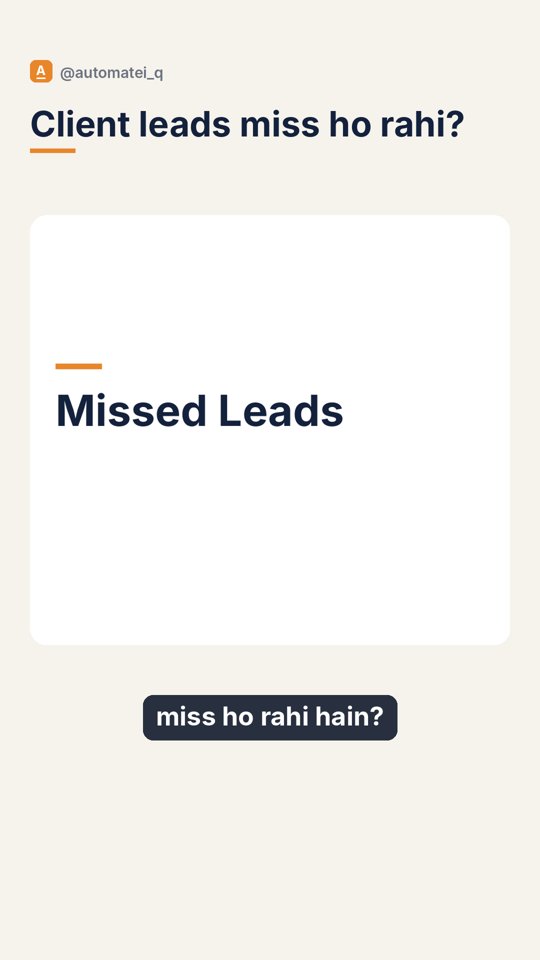 A
@automatei_q
Client leads miss ho rahi?
Missed Leads
miss ho rahi hain?